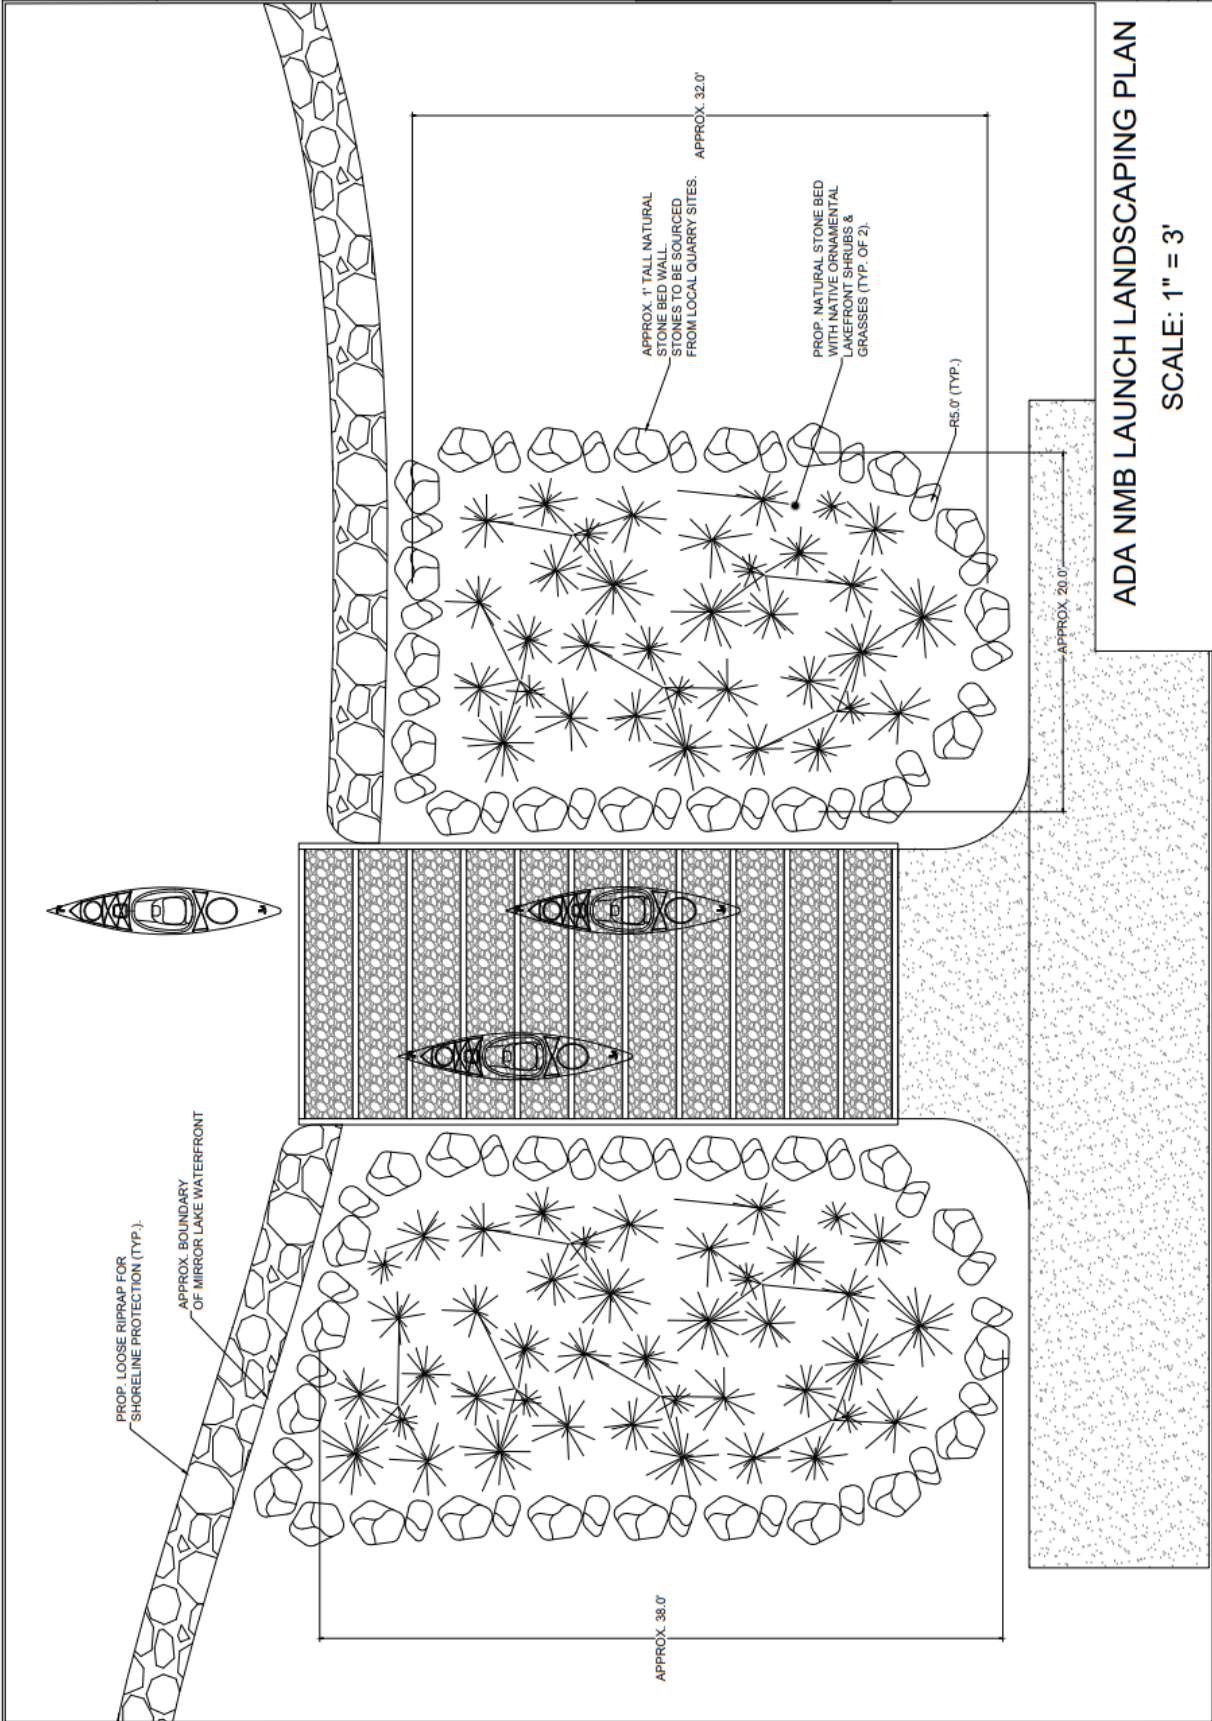 PROP. LOOSE RIPRAP FOR
SHORELINE PROTECTION (TYP.).
APPROX. BOUNDARY
OF MIRROR LAKE WATERFRONT
APPROX. 38.0'
APPROX. 1' TALL NATURAL
STONE BED WALL.
STONES TO BE SOURCED
FROM LOCAL QUARRY SITES.
APPROX. 32.0'
PROP. NATURAL STONE BED
WITH NATIVE ORNAMENTAL
LAKEFRONT SHRUBS &
GRASSES (TYP. OF 2).
R5.0' (TYP.)
APPROX. 20.0'
ADA NMB LAUNCH LANDSCAPING PLAN
SCALE: 1" = 3'